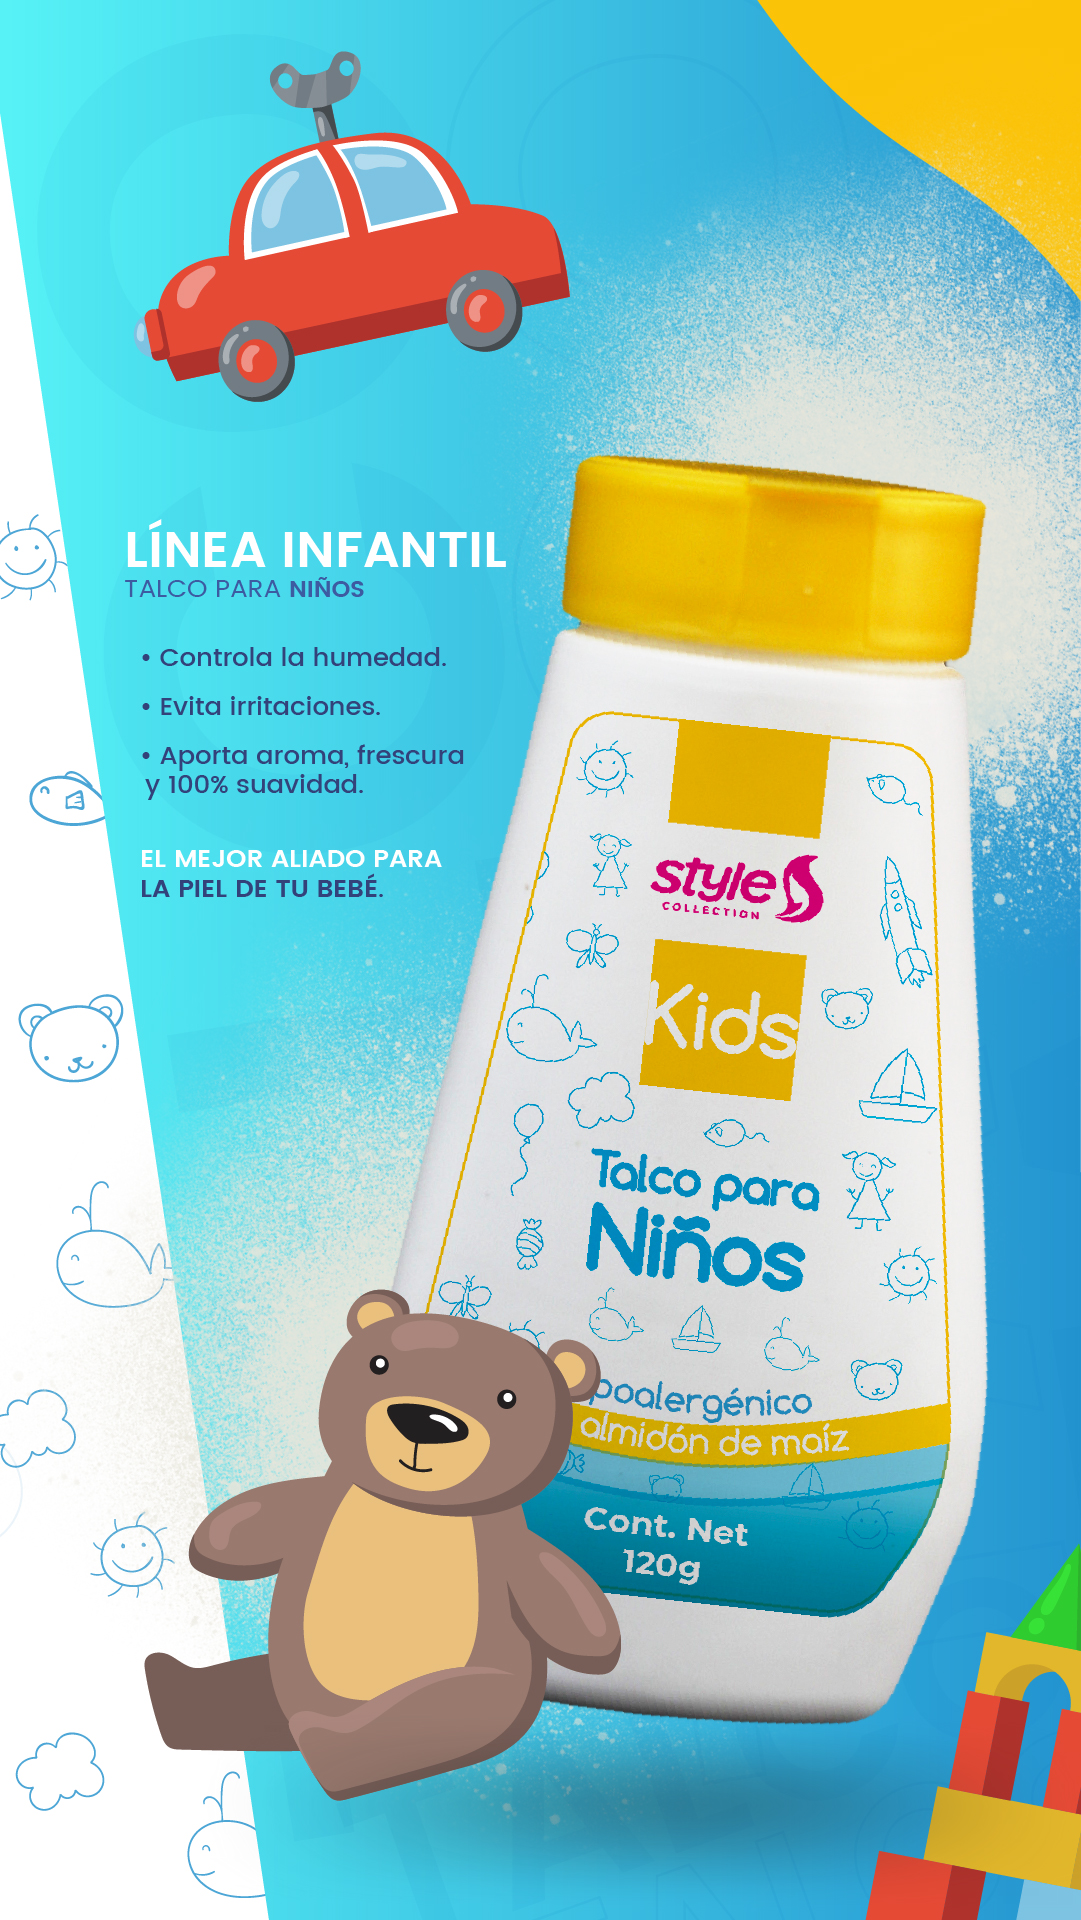 LÍNEA INFANTIL
TALCO PARA NIÑOS
• Controla la humedad.
• Evita irritaciones.
• Aporta aroma, frescura
y 100% suavidad.
EL MEJOR ALIADO PARA
LA PIEL DE TU BEBÉ.
style
COLLECTION
Kids
Talco para
Niños
poalergénico
almidón de maíz
Cont. Net
120g